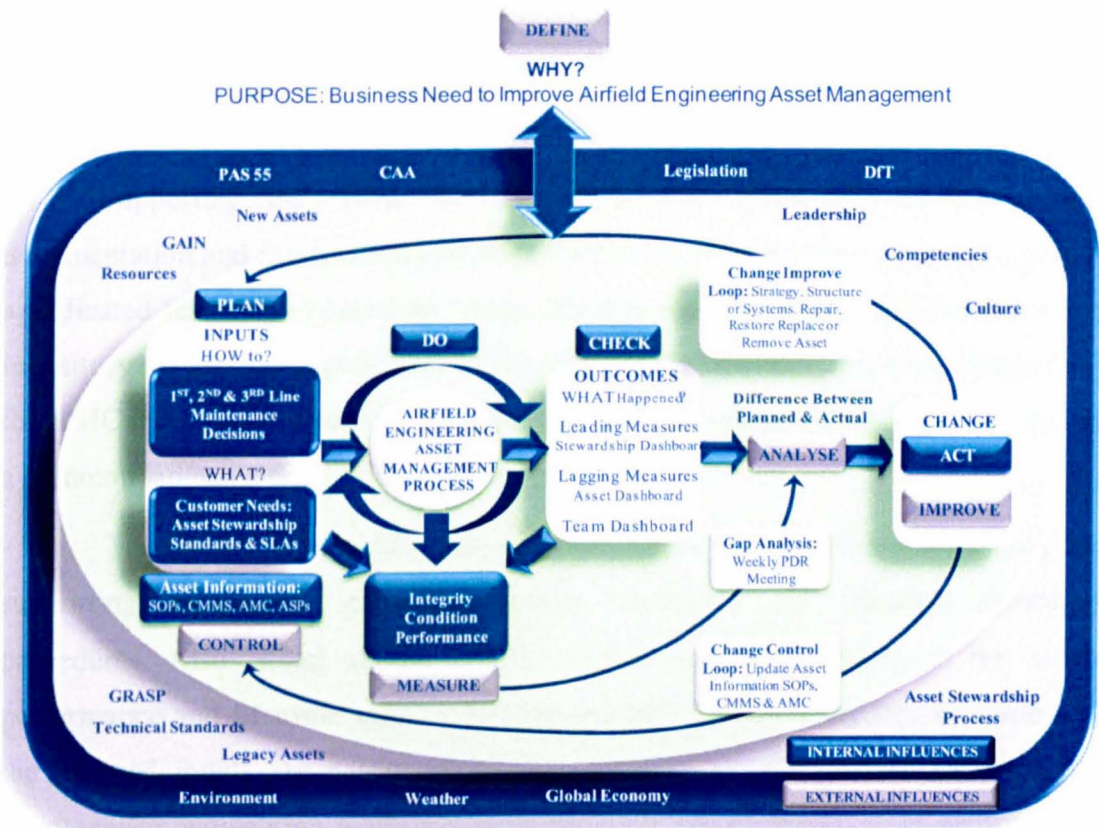 DEFINE
WHY?
PURPOSE: Business Need to Improve Airfield Engineering Asset Management
PAS 55
CAA
Legislation
DfT
New Assets
Leadership
GAIN
Competencies
Resources
Culture
Change Improve
Loop: Strategy, Structure
or Systems. Repair,
Restore Replace or
Remove Asset
PLAN
INPUTS
HOW to?
1ST, 2ND & 3RD Line
Maintenance
Decisions
WHAT?
Customer Needs:
Asset Stewardship
Standards & SLAs
Asset Information:
SOPs, CMMS, AMC, ASPs
CONTROL
DO
AIRFIELD
ENGINEERING
ASSET
MANAGEMENT
PROCESS
Integrity
Condition
Performance
MEASURE
CHECK
OUTCOMES
WHAT Happened?
Leading Measures
Stewardship Dashboard
Lagging Measures
Asset Dashboard
Team Dashboard
Difference Between
Planned & Actual
ANALYSE
Gap Analysis:
Weekly PDR
Meeting
CHANGE
ACT
IMPROVE
Change Control
Loop: Update Asset
Information SOPs,
CMMS & AMC
GRASP
Technical Standards
Legacy Assets
Asset Stewardship
Process
INTERNAL INFLUENCES
Environment
Weather
Global Economy
EXTERNAL INFLUENCES